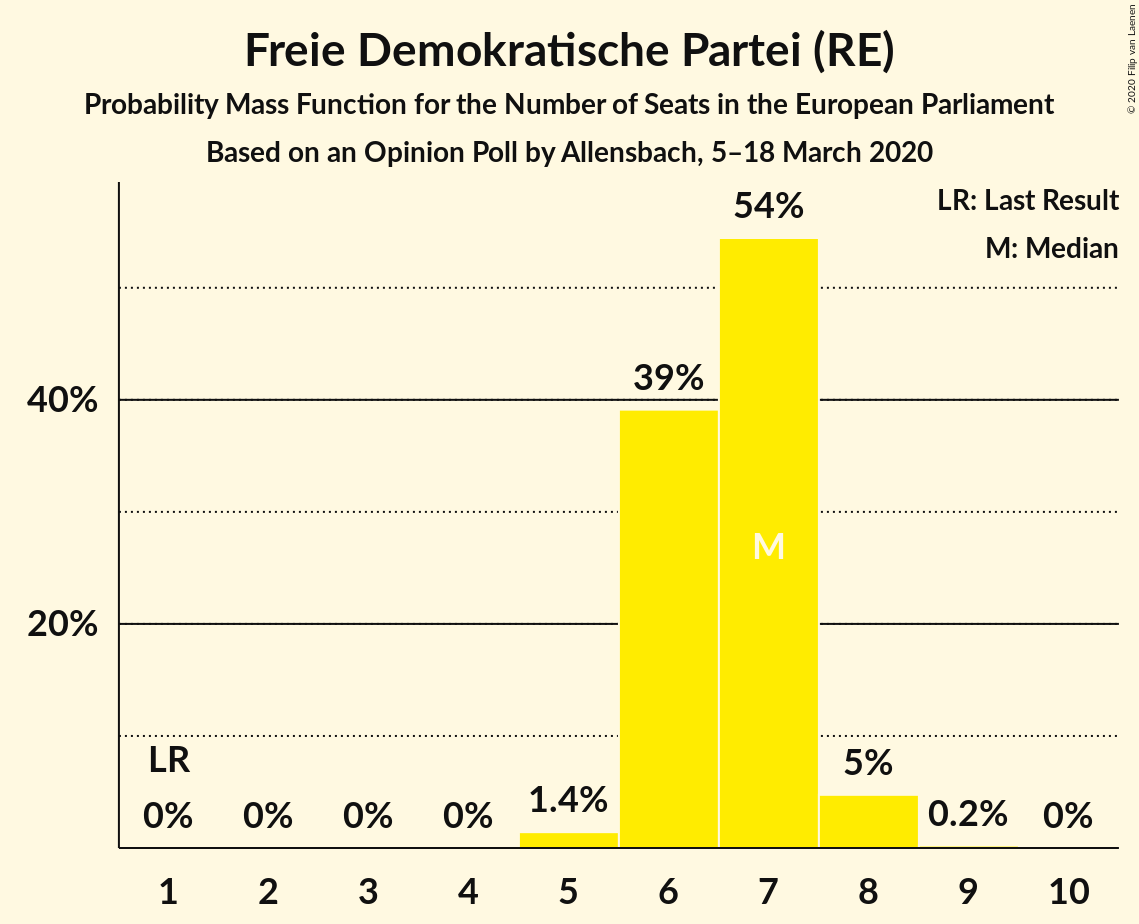 Freie Demokratische Partei (RE)
Probability Mass Function for the Number of Seats in the European Parliament
Based on an Opinion Poll by Allensbach, 5–18 March 2020
© 2020 Filip van Laenen
LR: Last Result
M: Median
54%
39%
40%
M
20%
LR
0%
0%
0%
0%
1.4%
5%
0.2%
0%
1 2 3 4 5 6 7 8 9 10